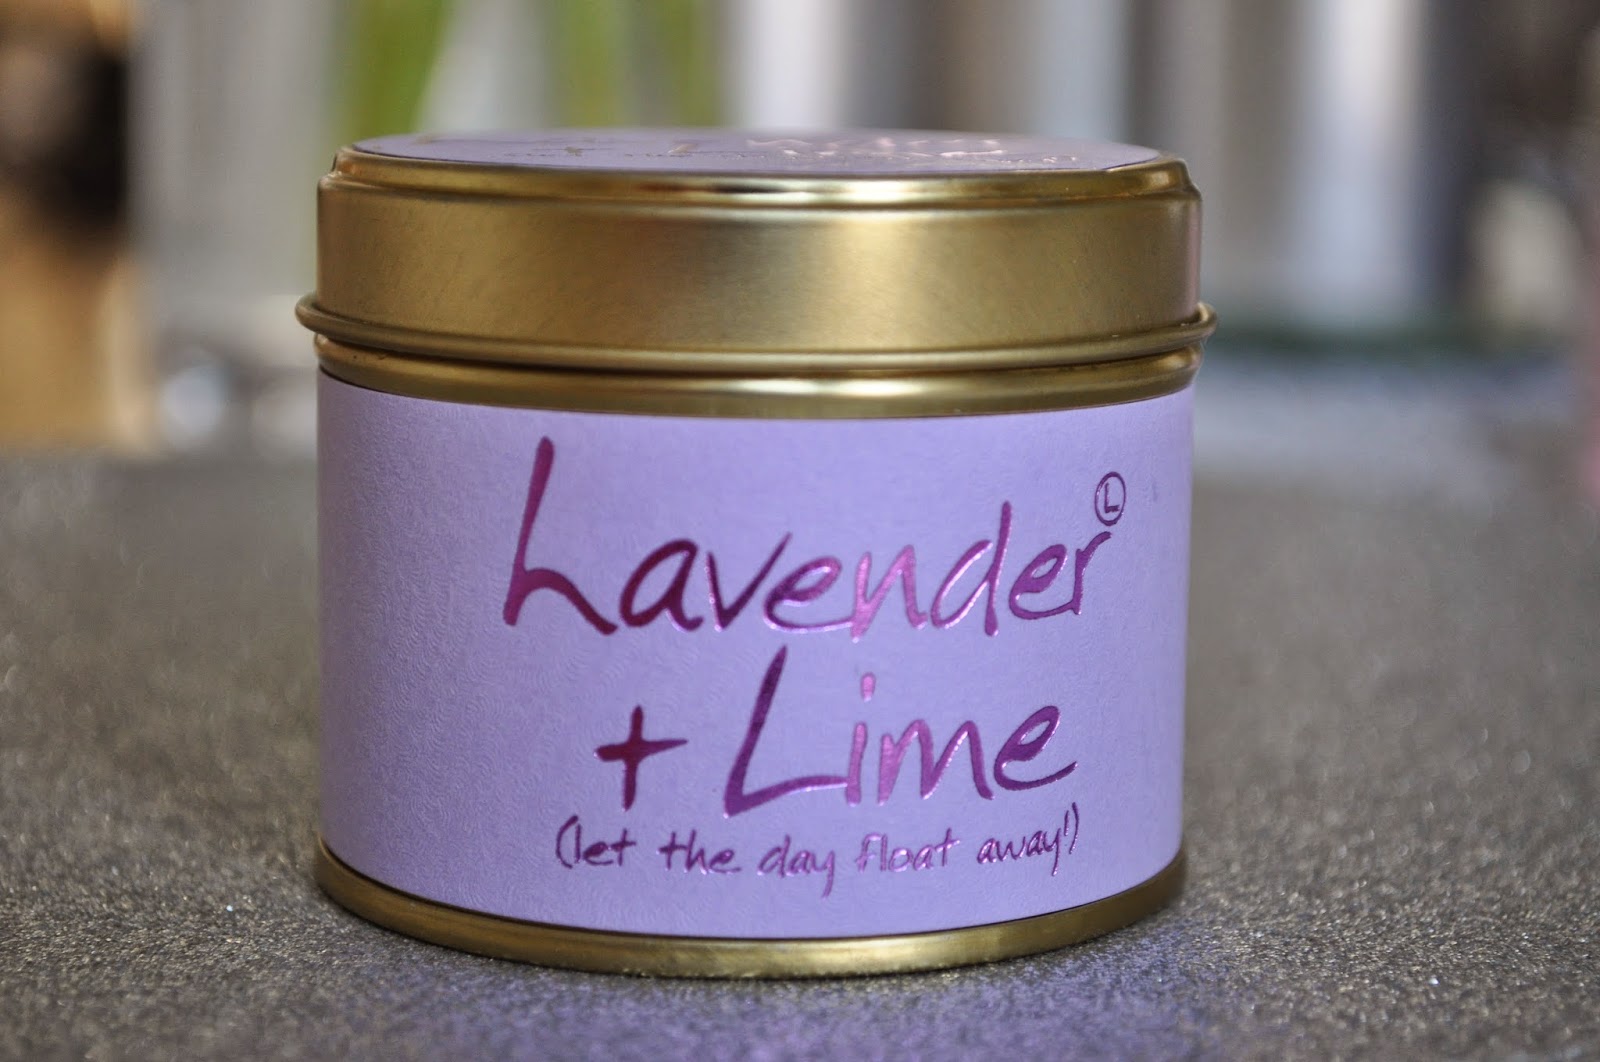 Lavender Ⓛ
+ Lime
(let the day float away!)